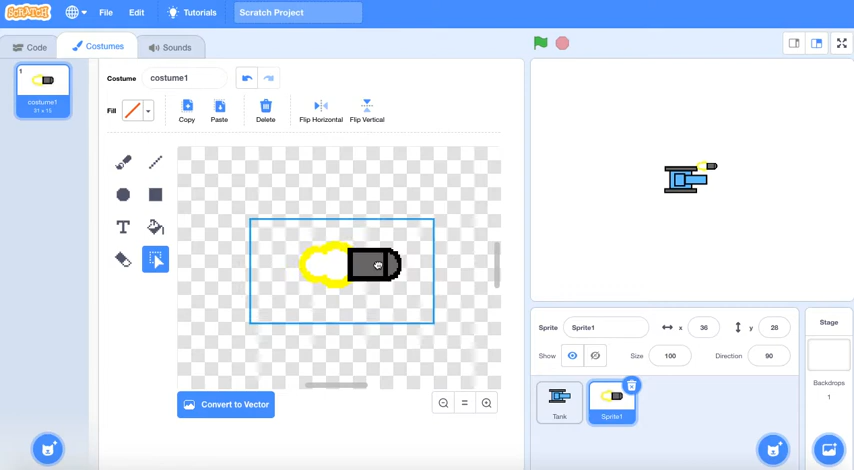 SCRATCH File Edit Tutorials Scratch Project
Code Costumes Sounds
1
costume1
31 x 15
Costume costume1
Fill
Copy Paste Delete Flip Horizontal Flip Vertical
T
Convert to Vector
=
Sprite Sprite1 x 36 y 28
Show Size 100 Direction 90
Tank Sprite1
Stage
Backdrops
1